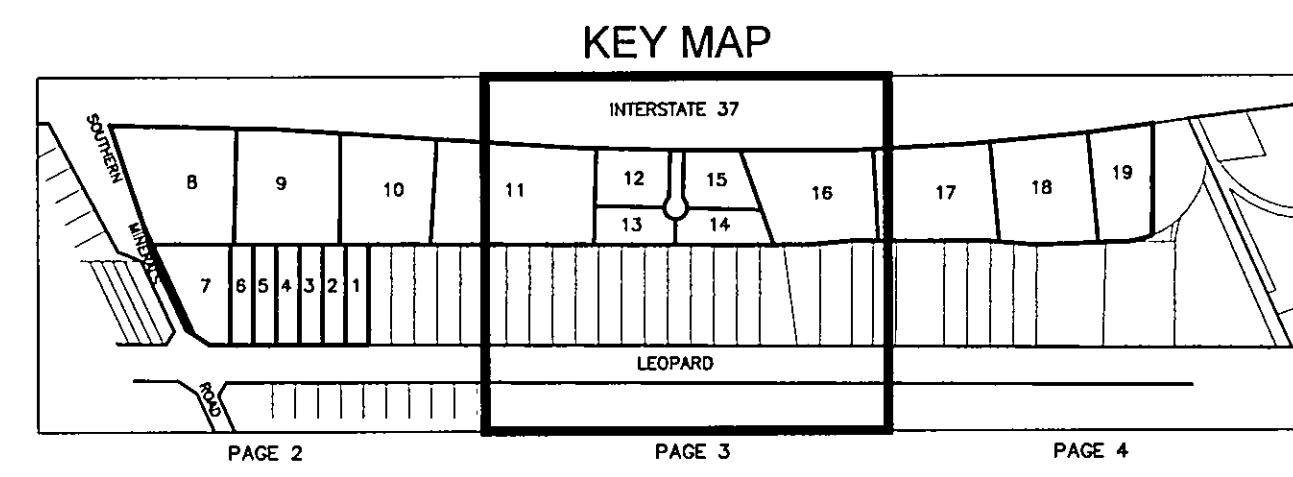 KEY MAP
INTERSTATE 37
SOUTHERN
MINERALS
ROAD
8
9
10
11
12
15
16
17
18
19
13
14
7
6
5
4
3
2
1
LEOPARD
PAGE 2
PAGE 3
PAGE 4